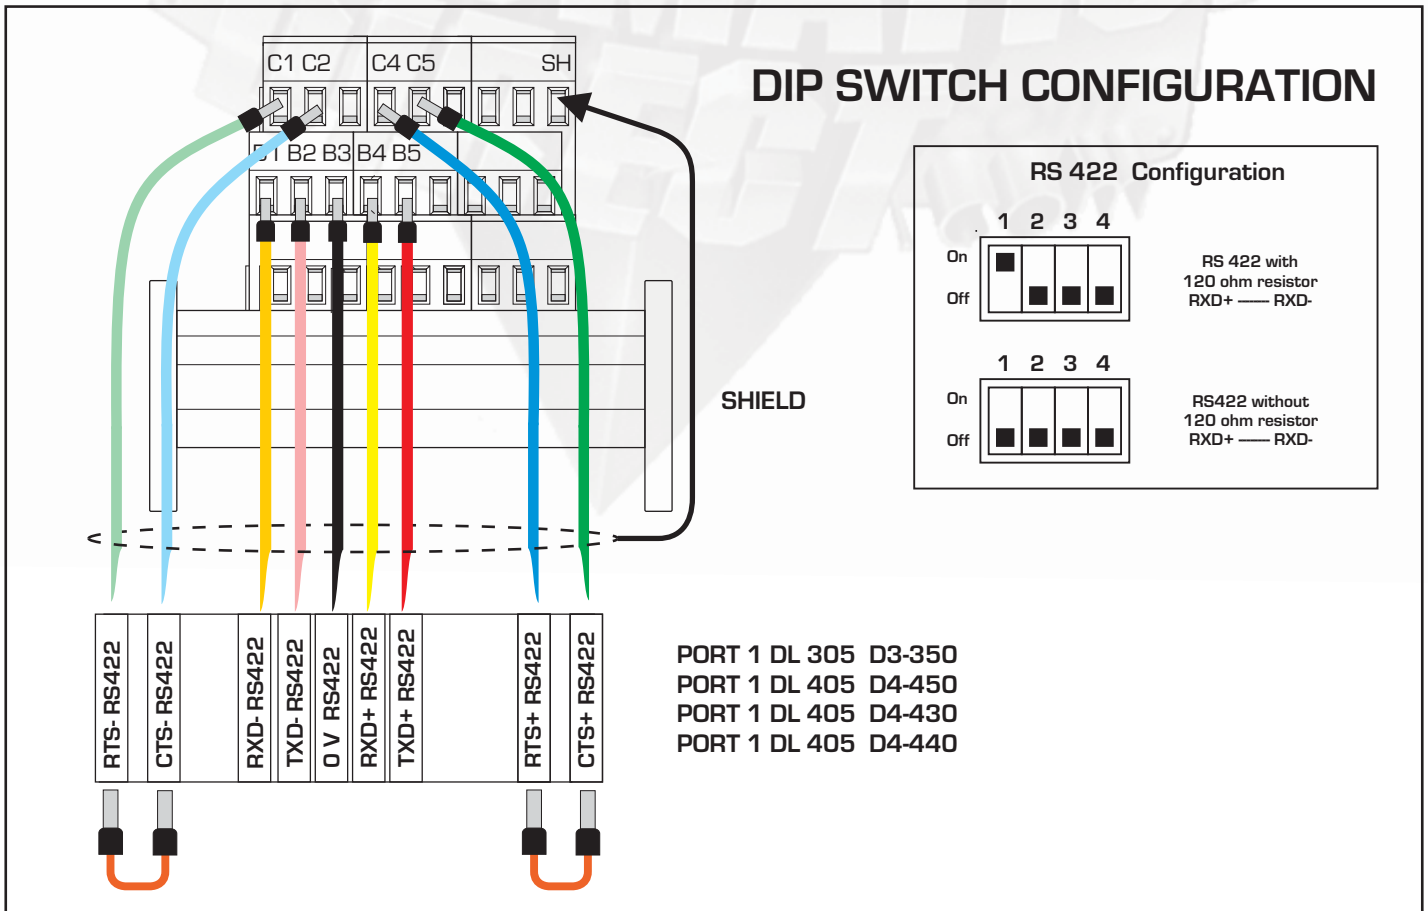 C1 C2 C4 C5 SH
DIP SWITCH CONFIGURATION
B1 B2 B3 B4 B5
RS 422 Configuration
1 2 3 4
On
Off
RS 422 with
120 ohm resistor
RXD+ ------- RXD-
1 2 3 4
On
Off
RS422 without
120 ohm resistor
RXD+ ------- RXD-
SHIELD
RTS- RS422
CTS- RS422
RXD- RS422
TXD- RS422
0 V RS422
RXD+ RS422
TXD+ RS422
RTS+ RS422
CTS+ RS422
PORT 1 DL 305 D3-350
PORT 1 DL 405 D4-450
PORT 1 DL 405 D4-430
PORT 1 DL 405 D4-440